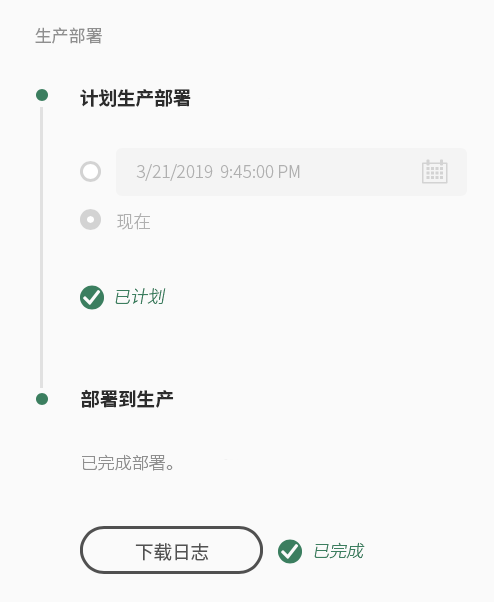 生产部署
计划生产部署
3/21/2019 9:45:00 PM
现在
已计划
部署到生产
已完成部署。
下载日志
已完成